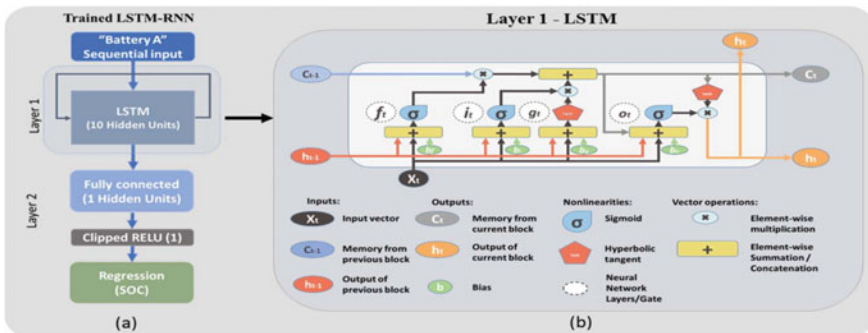 Trained LSTM-RNN
"Battery A"
Sequential input
Layer 1
LSTM
(10 Hidden Units)
Layer 2
Fully connected
(1 Hidden Units)
Clipped RELU (1)
Regression
(SOC)
(a)
Layer 1 - LSTM
ht
Ct-1
Ct
ft
σ
it
σ
gt
ot
σ
ht-1
ht
Xt
Inputs:
Outputs:
Nonlinearities:
Vector operations:
Xt
Input vector
Ct
Memory from
current block
σ
Sigmoid
Element-wise
multiplication
Ct-1
Memory from
previous block
ht
Output of
current block
Hyperbolic
tangent
Element-wise
Summation /
Concatenation
ht-1
Output of
previous block
b
Bias
Neural
Network
Layers/Gate
(b)